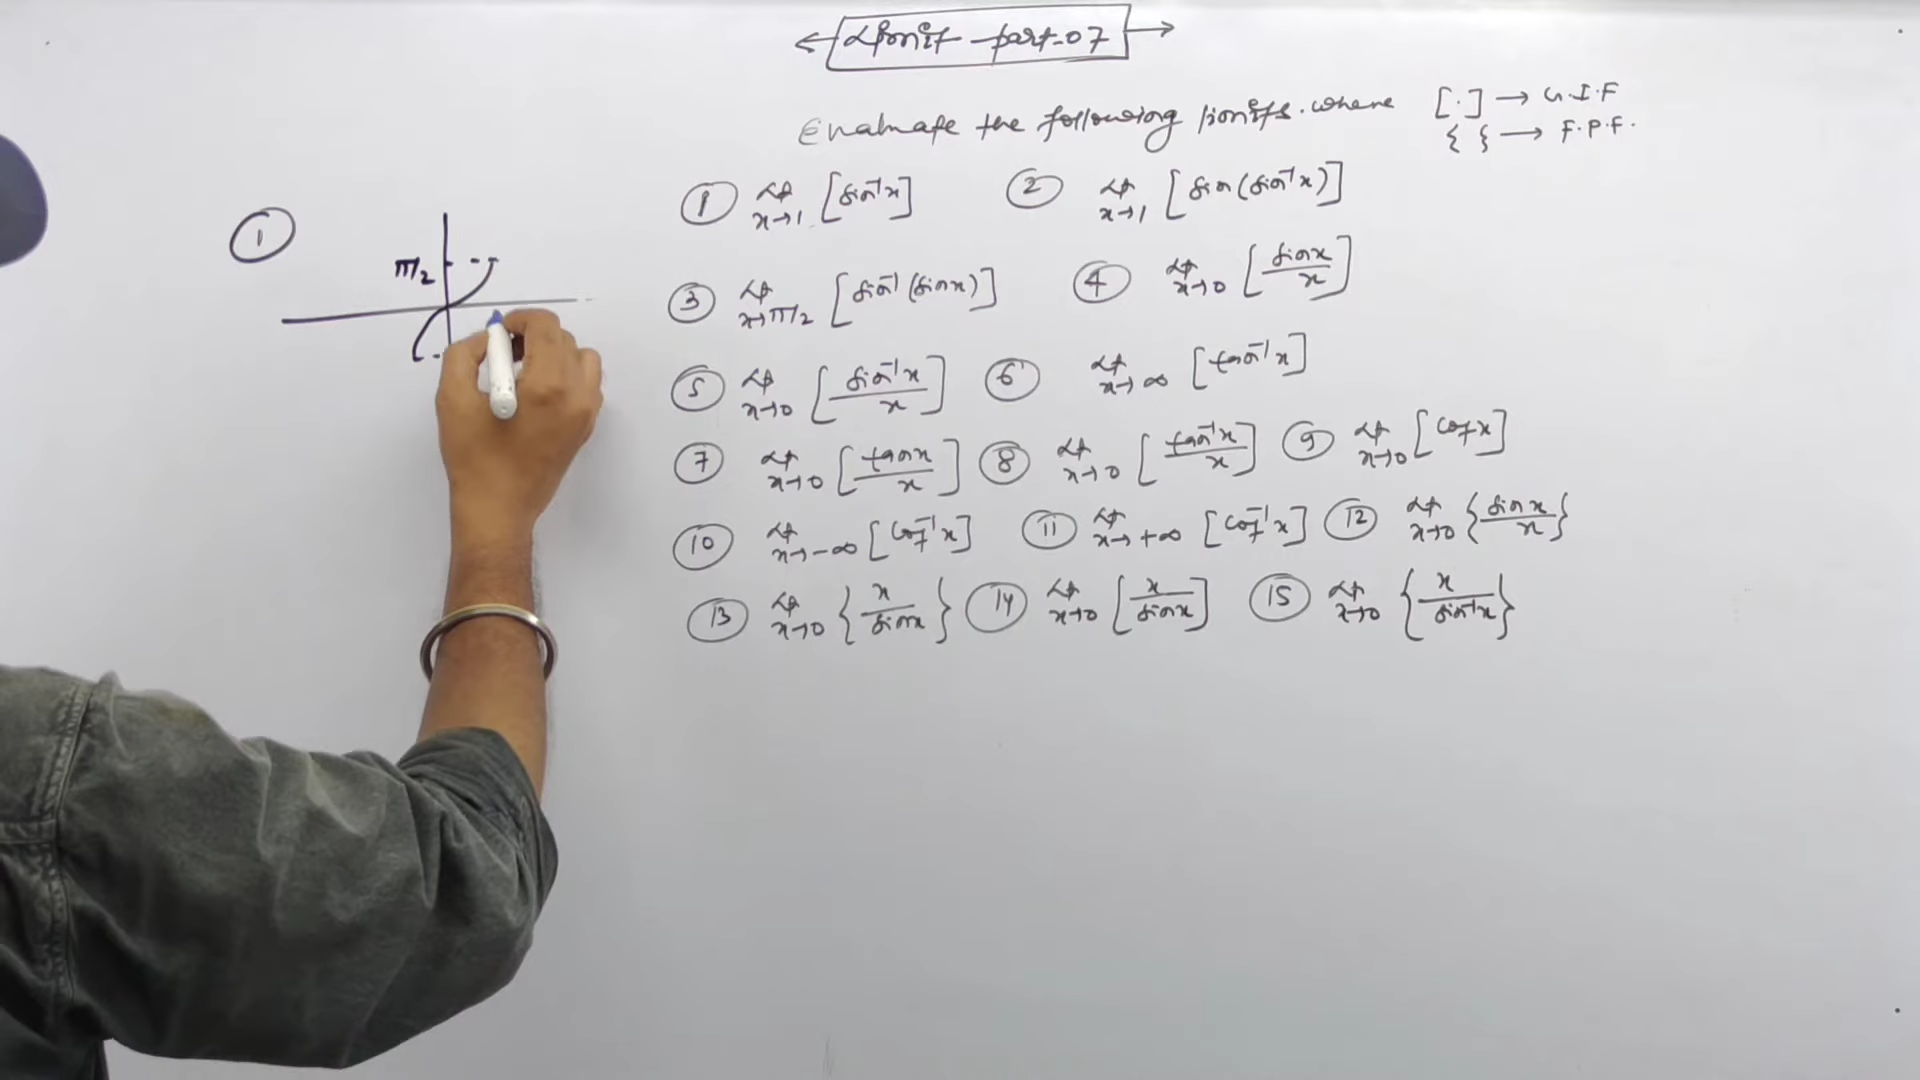 Limit part-07
Evaluate the following limits. where [.] → G.I.F
{ } → F.P.F.
① Lt x→1 [sin⁻¹x] ② Lt x→1 [sin(sin⁻¹x)]
① π/2
③ Lt x→π/2 [sin⁻¹(sinx)] ④ Lt x→0 [sinx/x]
⑤ Lt x→0 [sin⁻¹x/x] ⑥ Lt x→∞ [tan⁻¹x]
⑦ Lt x→0 [tanx/x] ⑧ Lt x→0 [tan⁻¹x/x] ⑨ Lt x→0 [cotx]
⑩ Lt x→-∞ [cot⁻¹x] ⑪ Lt x→+∞ [cot⁻¹x] ⑫ Lt x→0 {sinx/x}
⑬ Lt x→0 {x/sinx} ⑭ Lt x→0 [x/sinx] ⑮ Lt x→0 {x/sin⁻¹x}